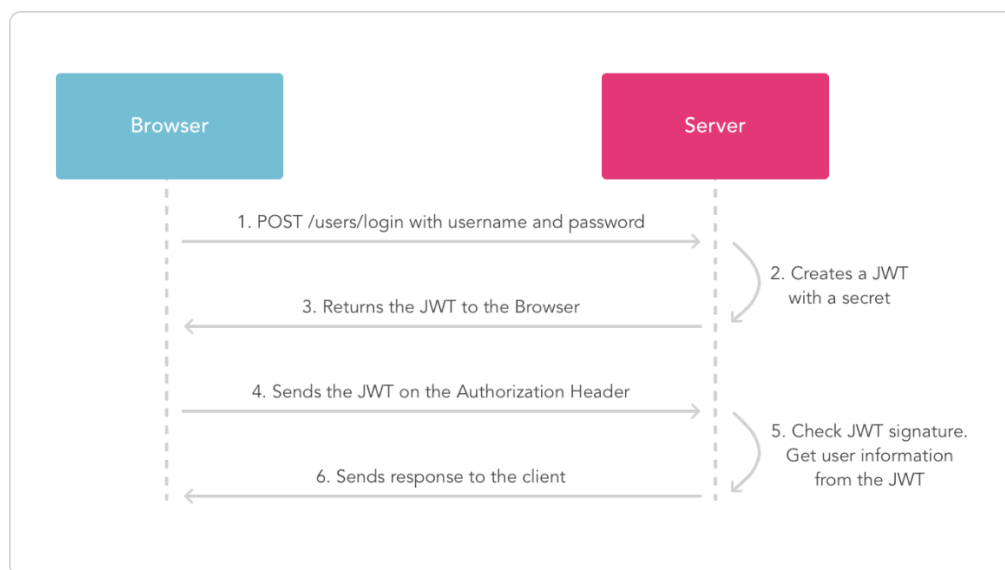 Browser
Server
1. POST /users/login with username and password
2. Creates a JWT
with a secret
3. Returns the JWT to the Browser
4. Sends the JWT on the Authorization Header
5. Check JWT signature.
Get user information
from the JWT
6. Sends response to the client